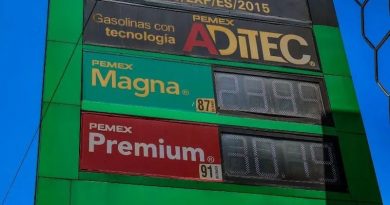 /EXP/ES/2015
Gasolinas con
tecnología
PEMEX
ADITEC
PEMEX
Magna
87
PEMEX
Premium
91